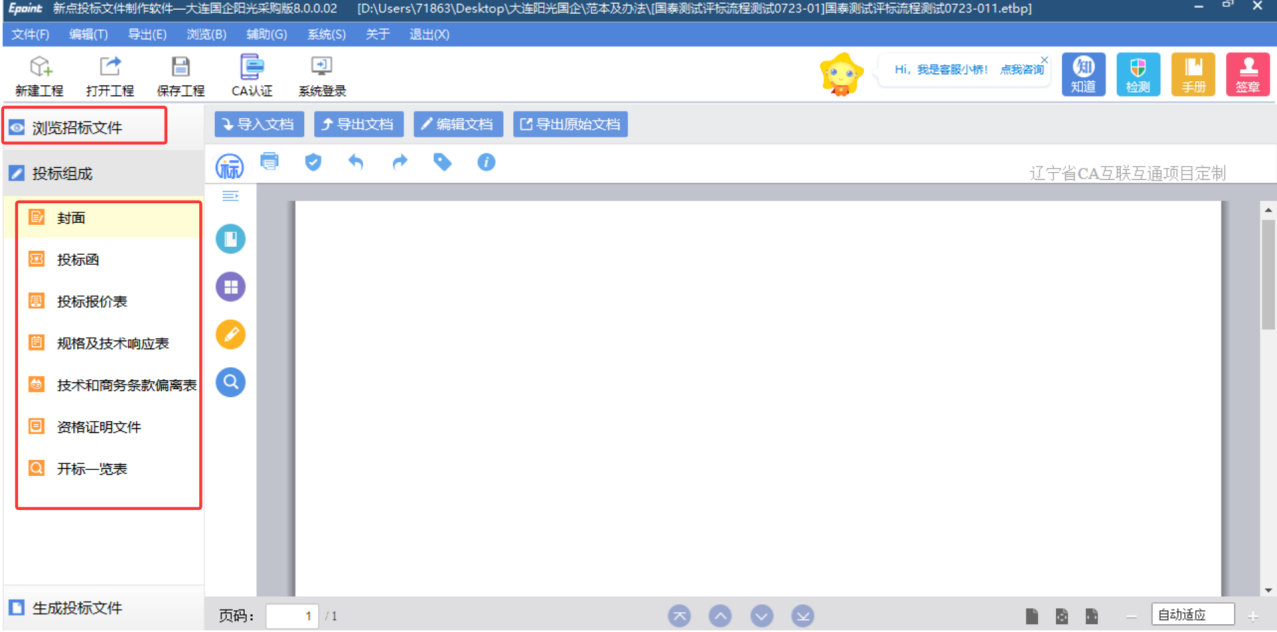 Epoint 新点投标文件制作软件—大连国企阳光采购版8.0.0.02 [D:\Users\71863\Desktop\大连阳光国企\范本及办法\[国泰测试评标流程测试0723-01]国泰测试评标流程测试0723-011.etbp]
文件(F) 编辑(T) 导出(E) 浏览(B) 辅助(G) 系统(S) 关于 退出(X)
新建工程 打开工程 保存工程 CA认证 系统登录
Hi，我是客服小桥！ 点我咨询
知 知道 检测 手册 签章
浏览招标文件
导入文档 导出文档 编辑文档 导出原始文档
投标组成
标
辽宁省CA互联互通项目定制
封面
投标函
投标报价表
规格及技术响应表
技术和商务条款偏离表
资格证明文件
开标一览表
生成投标文件
页码： 1 / 1
自动适应